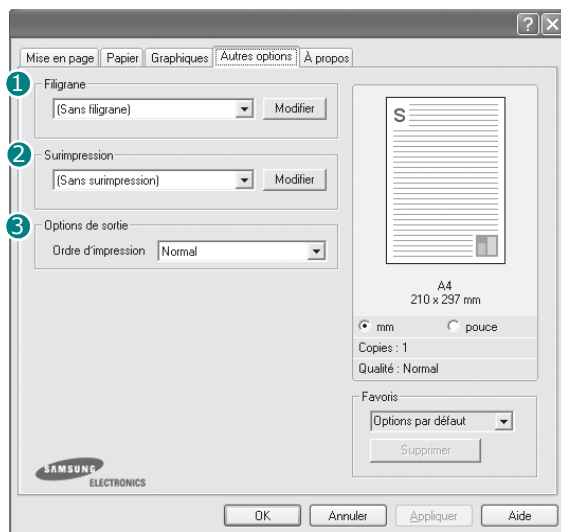 Mise en page Papier Graphiques Autres options À propos
1 Filigrane
(Sans filigrane) Modifier
2 Surimpression
(Sans surimpression) Modifier
3 Options de sortie
Ordre d'impression Normal
S
A4
210 x 297 mm
mm pouce
Copies : 1
Qualité : Normal
Favoris
Options par défaut
Supprimer
SAMSUNG
ELECTRONICS
OK Annuler Appliquer Aide